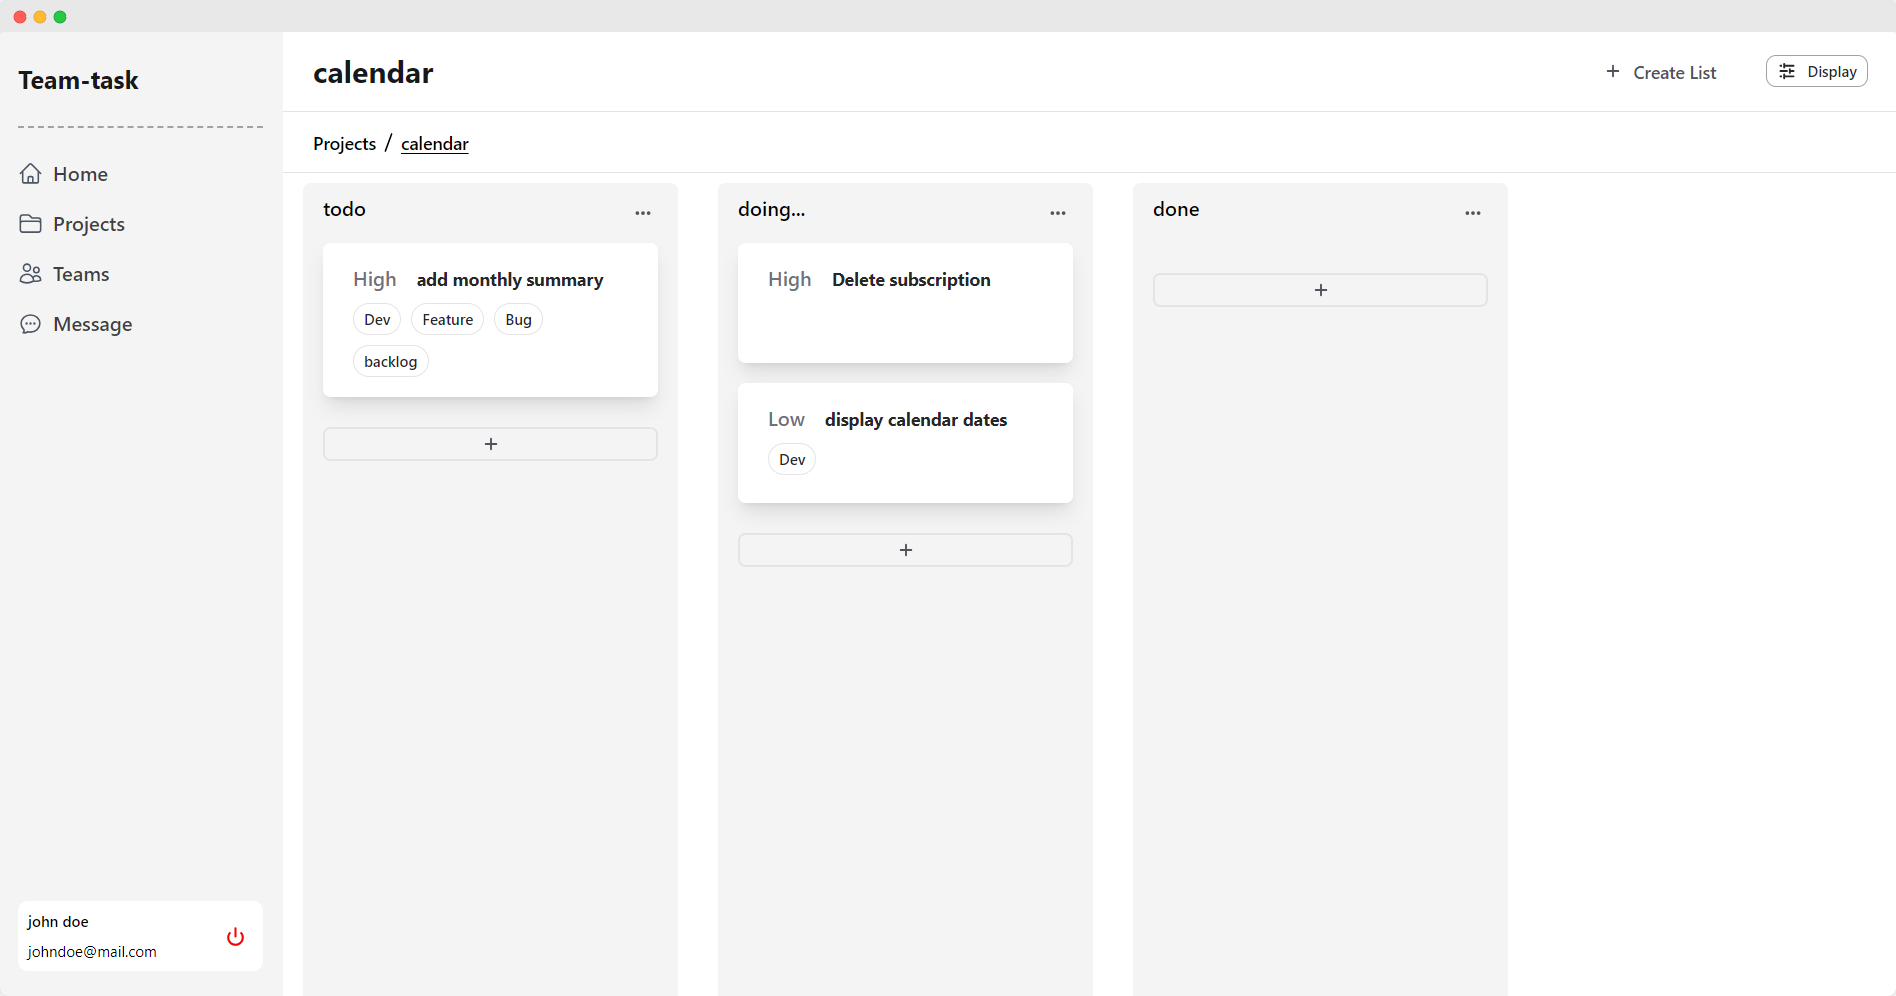 Team-task
Home
Projects
Teams
Message
john doe
johndoe@mail.com
calendar
+ Create List
Display
Projects / calendar
todo
...
High add monthly summary
Dev Feature Bug
backlog
+
doing...
...
High Delete subscription
Low display calendar dates
Dev
+
done
...
+